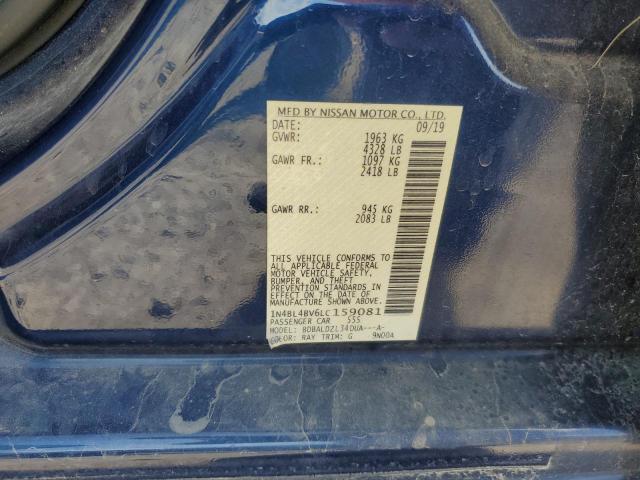 MFD BY NISSAN MOTOR CO., LTD.
DATE: 09/19
GVWR: 1963 KG
4328 LB
GAWR FR.: 1097 KG
2418 LB
GAWR RR.: 945 KG
2083 LB
THIS VEHICLE CONFORMS TO
ALL APPLICABLE FEDERAL
MOTOR VEHICLE SAFETY,
BUMPER, AND THEFT
PREVENTION STANDARDS IN
EFFECT ON THE DATE OF
MANUFACTURE SHOWN ABOVE.
1N4BL4BV6LC159081
PASSENGER CAR 555
MODEL: BDBALDZL34DUA---A-
COLOR: RAY TRIM: G 9N00A